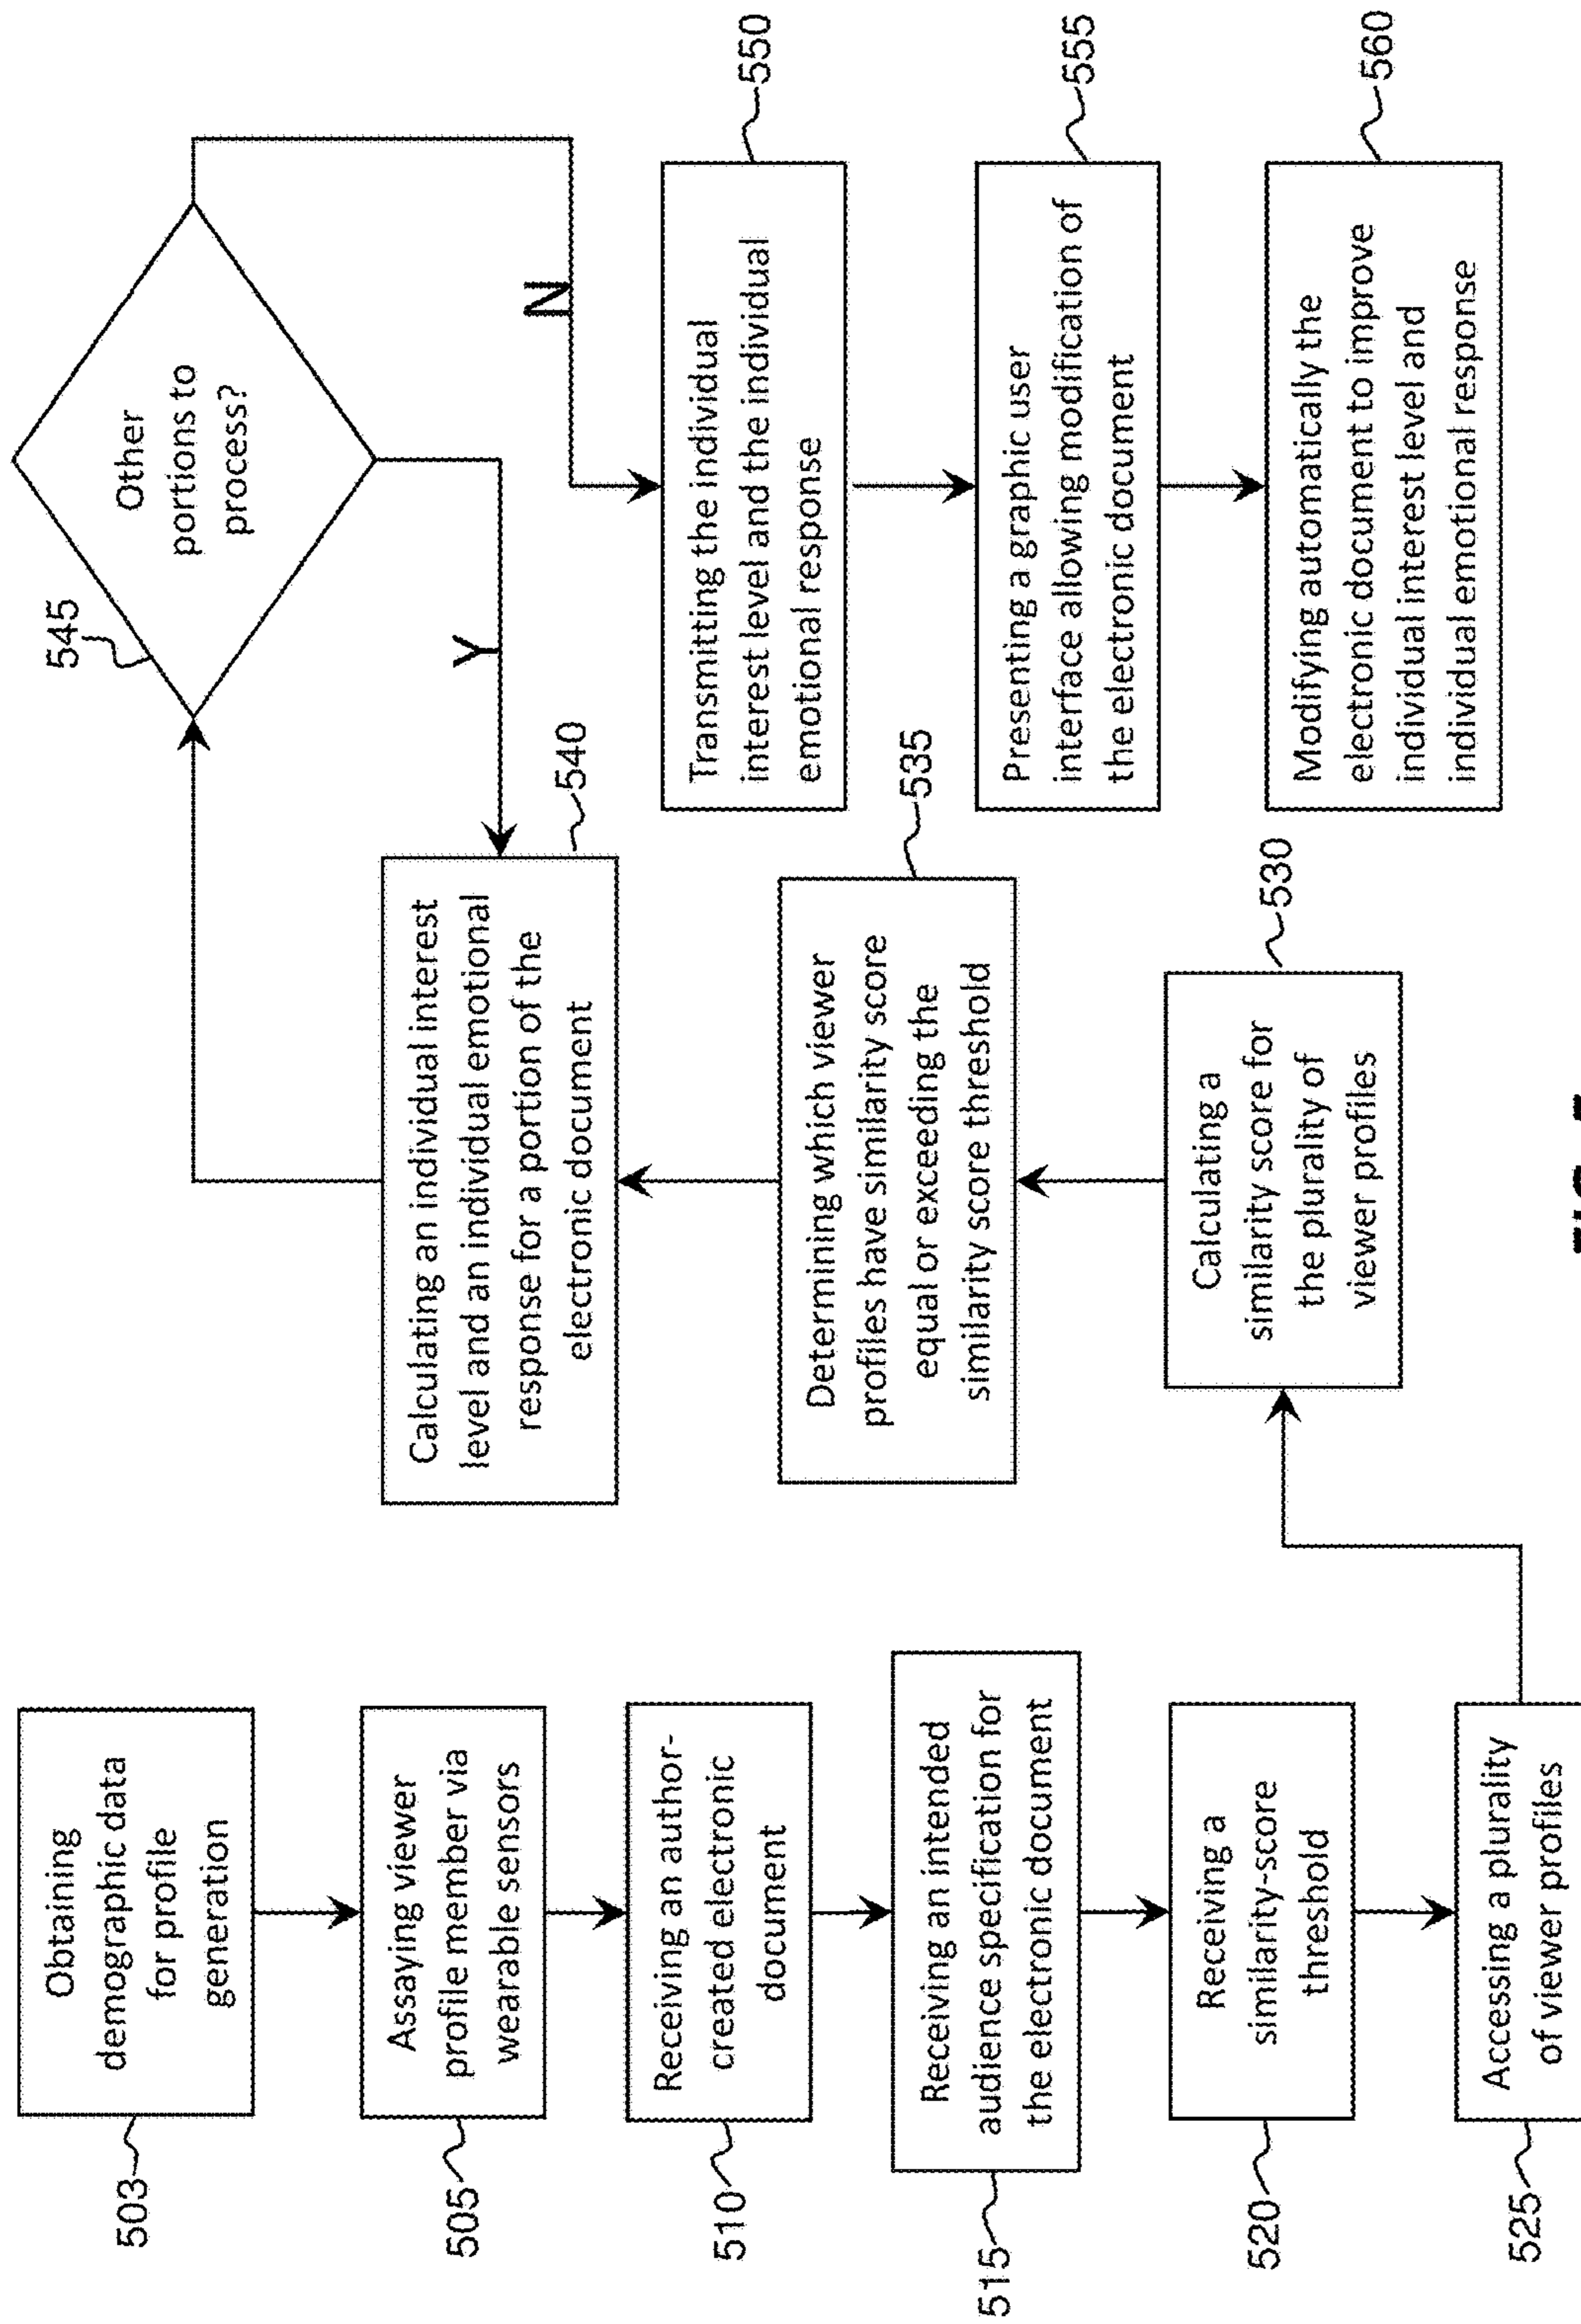 503
Obtaining
demographic data
for profile
generation
505
Assaying viewer
profile member via
wearable sensors
510
Receiving an author-
created electronic
document
515
Receiving an intended
audience specification for
the electronic document
520
Receiving a
similarity-score
threshold
525
Accessing a plurality
of viewer profiles
530
Calculating a
similarity score for
the plurality of
viewer profiles
535
Determining which viewer
profiles have similarity score
equal or exceeding the
similarity score threshold
540
Calculating an individual interest
level and an individual emotional
response for a portion of the
electronic document
545
Other
portions to
process?
Y
N
550
Transmitting the individual
interest level and the individual
emotional response
555
Presenting a graphic user
interface allowing modification of
the electronic document
560
Modifying automatically the
electronic document to improve
individual interest level and
individual emotional response